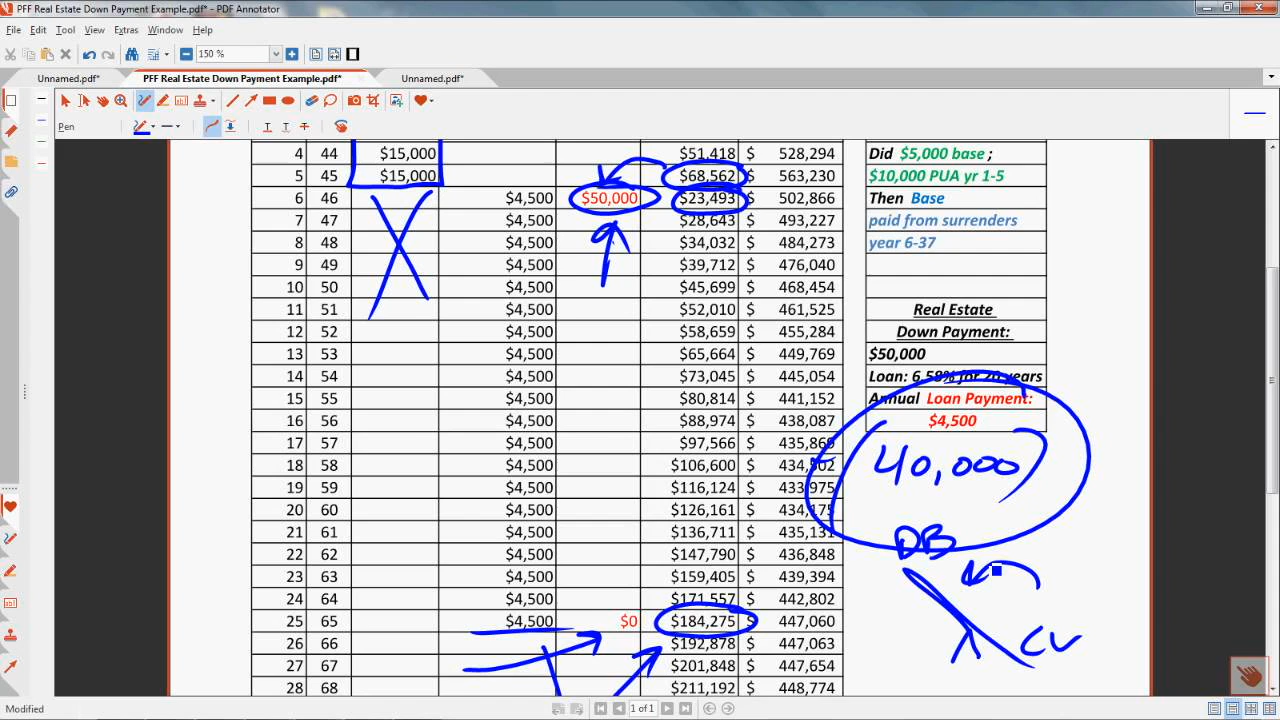 PFF Real Estate Down Payment Example.pdf* - PDF Annotator
File Edit Tool View Extras Window Help
150 %
Unnamed.pdf* PFF Real Estate Down Payment Example.pdf* Unnamed.pdf*
Pen
4 44 $15,000 $51,418 $ 528,294 Did $5,000 base ;
5 45 $15,000 $68,562 $ 563,230 $10,000 PUA yr 1-5
6 46 $4,500 $50,000 $23,493 $ 502,866 Then Base
7 47 $4,500 $28,643 $ 493,227 paid from surrenders
8 48 $4,500 $34,032 $ 484,273 year 6-37
9 49 $4,500 $39,712 $ 476,040
10 50 $4,500 $45,699 $ 468,454
11 51 $4,500 $52,010 $ 461,525 Real Estate
12 52 $4,500 $58,659 $ 455,284 Down Payment:
13 53 $4,500 $65,664 $ 449,769 $50,000
14 54 $4,500 $73,045 $ 445,054 Loan: 6.58% for 20 years
15 55 $4,500 $80,814 $ 441,152 Annual Loan Payment:
16 56 $4,500 $88,974 $ 438,087 $4,500
17 57 $4,500 $97,566 $ 435,869
18 58 $4,500 $106,600 $ 434,502 40,000
19 59 $4,500 $116,124 $ 433,975
20 60 $4,500 $126,161 $ 434,175
21 61 $4,500 $136,711 $ 435,131 DB
22 62 $4,500 $147,790 $ 436,848
23 63 $4,500 $159,405 $ 439,394
24 64 $4,500 $171,557 $ 442,802
25 65 $4,500 $0 $184,275 $ 447,060
26 66 $192,878 $ 447,063 CV
27 67 $201,848 $ 447,654
28 68 $211,192 $ 448,774
Modified 1 of 1